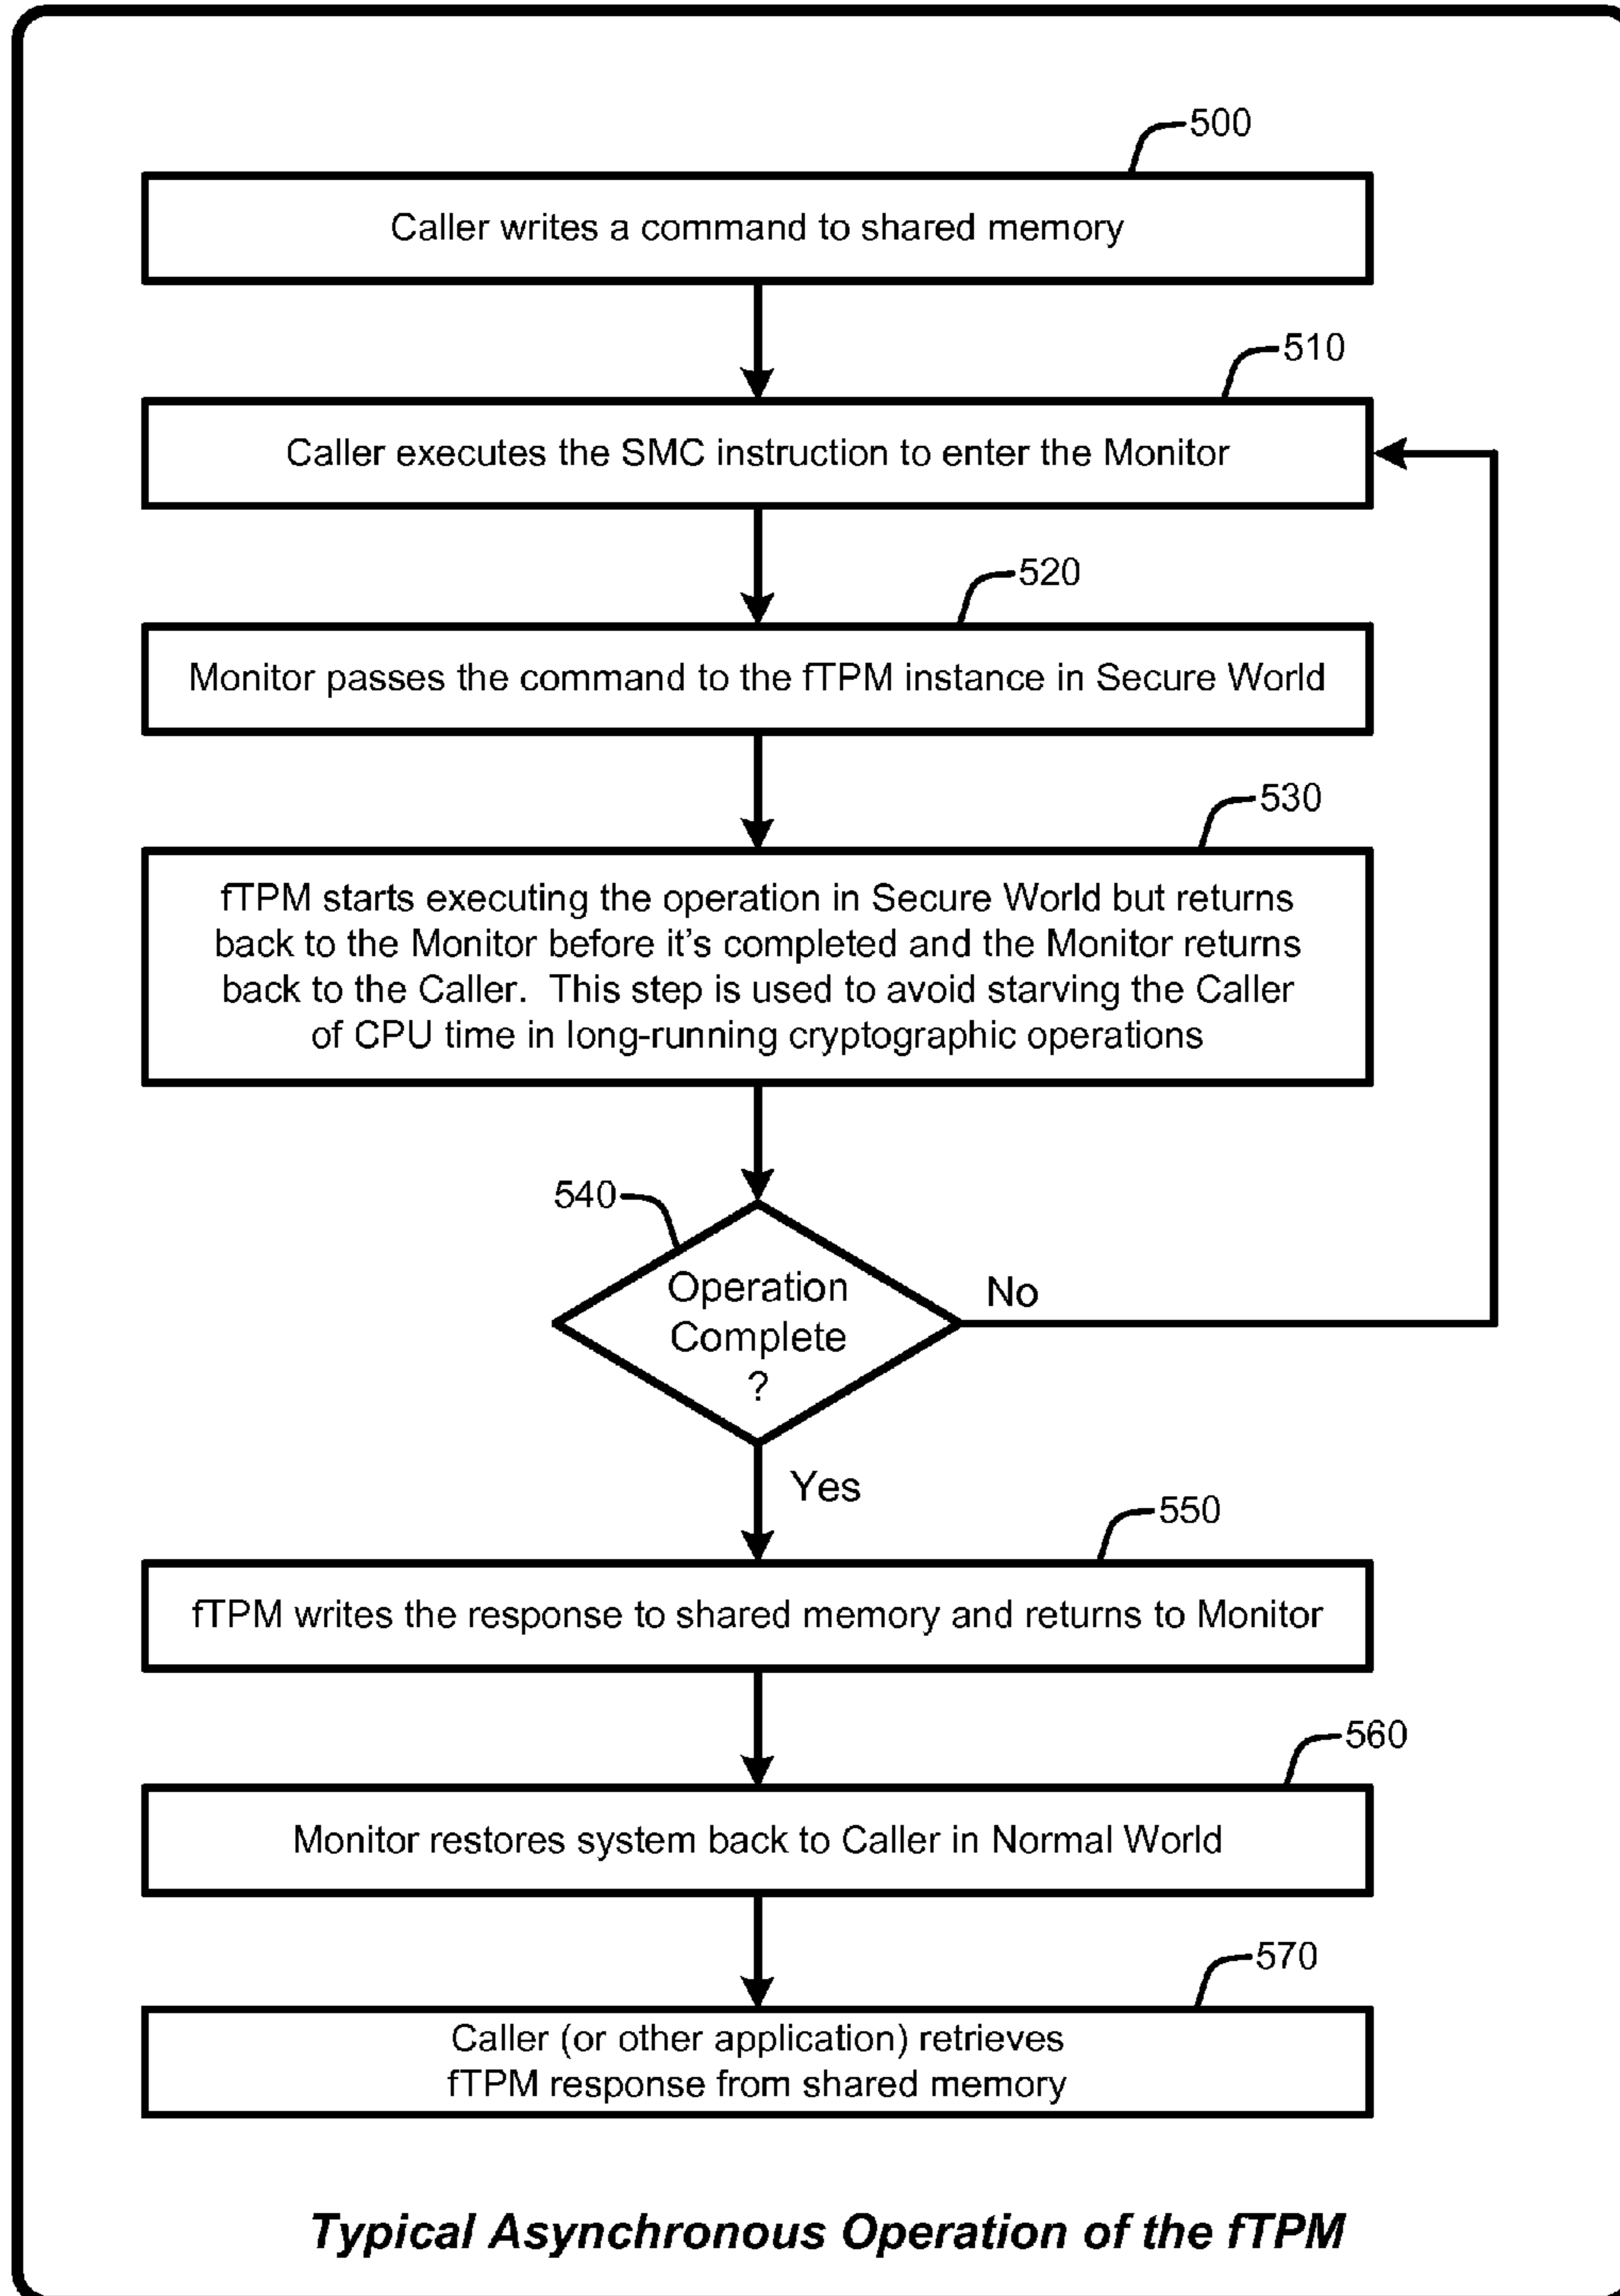 500
Caller writes a command to shared memory
510
Caller executes the SMC instruction to enter the Monitor
520
Monitor passes the command to the fTPM instance in Secure World
530
fTPM starts executing the operation in Secure World but returns
back to the Monitor before it's completed and the Monitor returns
back to the Caller.  This step is used to avoid starving the Caller
of CPU time in long-running cryptographic operations
540
Operation
Complete
?
No
Yes
550
fTPM writes the response to shared memory and returns to Monitor
560
Monitor restores system back to Caller in Normal World
570
Caller (or other application) retrieves
fTPM response from shared memory
Typical Asynchronous Operation of the fTPM